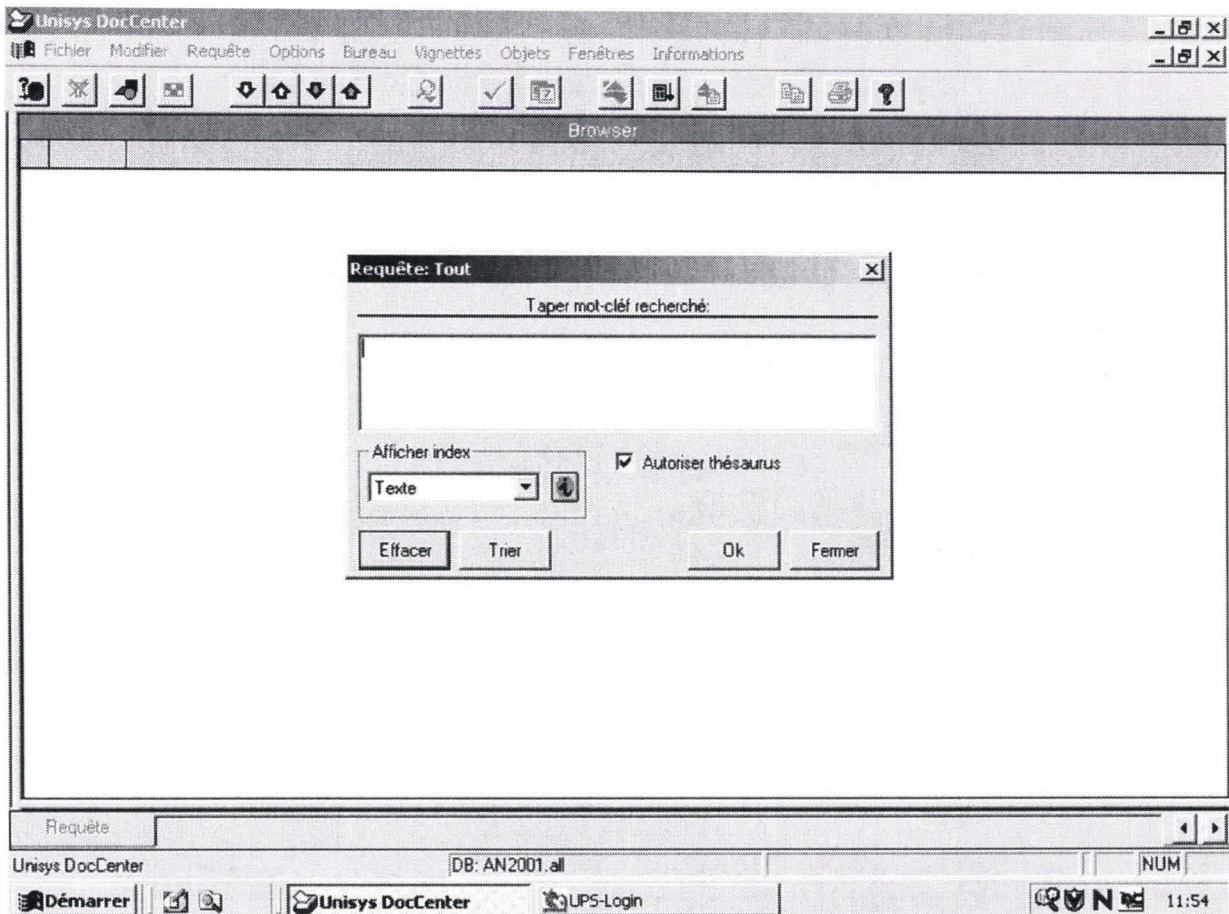 Unisys DocCenter
Fichier Modifier Requête Options Bureau Vignettes Objets Fenêtres Informations
Browser
Requête: Tout
Taper mot-cléf recherché:
Afficher index
Autoriser thésaurus
Texte
Effacer Trier Ok Fermer
Requête
Unisys DocCenter DB: AN2001.all NUM
Démarrer Unisys DocCenter UPS-Login N 11:54